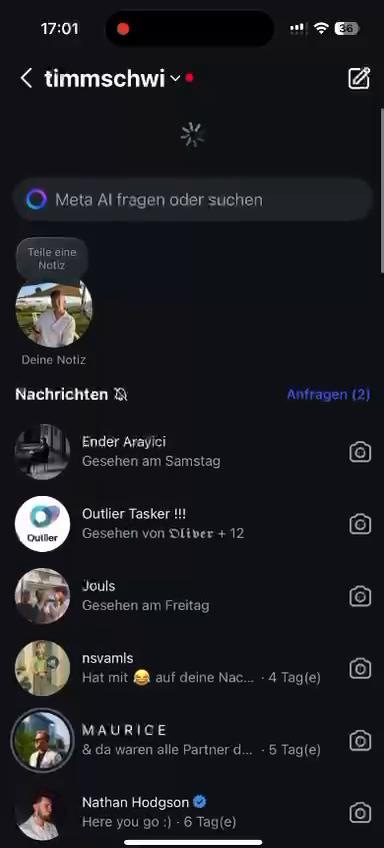 17:01
36
timmschwi
Meta AI fragen oder suchen
Teile eine
Notiz
Deine Notiz
Nachrichten
Anfragen (2)
Ender Arayici
Gesehen am Samstag
Outlier
Outlier Tasker !!!
Gesehen von 𝕺𝖑𝖎𝖛𝖊𝖗 + 12
Jouls
Gesehen am Freitag
nsvamls
Hat mit 😂 auf deine Nac... · 4 Tag(e)
M A U R I C E
& da waren alle Partner d... · 5 Tag(e)
Nathan Hodgson
Here you go :) · 6 Tag(e)